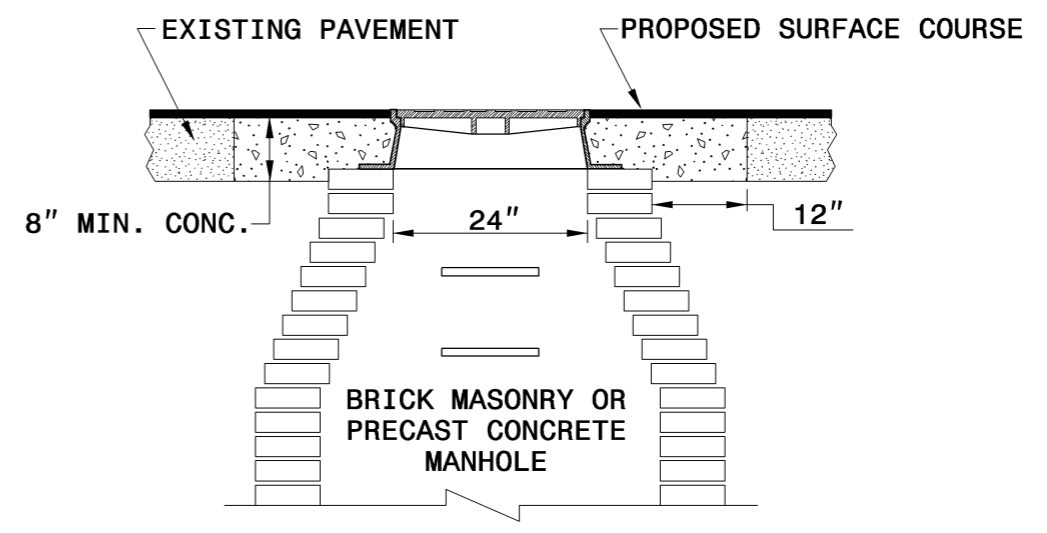 EXISTING PAVEMENT
PROPOSED SURFACE COURSE
8" MIN. CONC.
24"
12"
BRICK MASONRY OR
PRECAST CONCRETE
MANHOLE